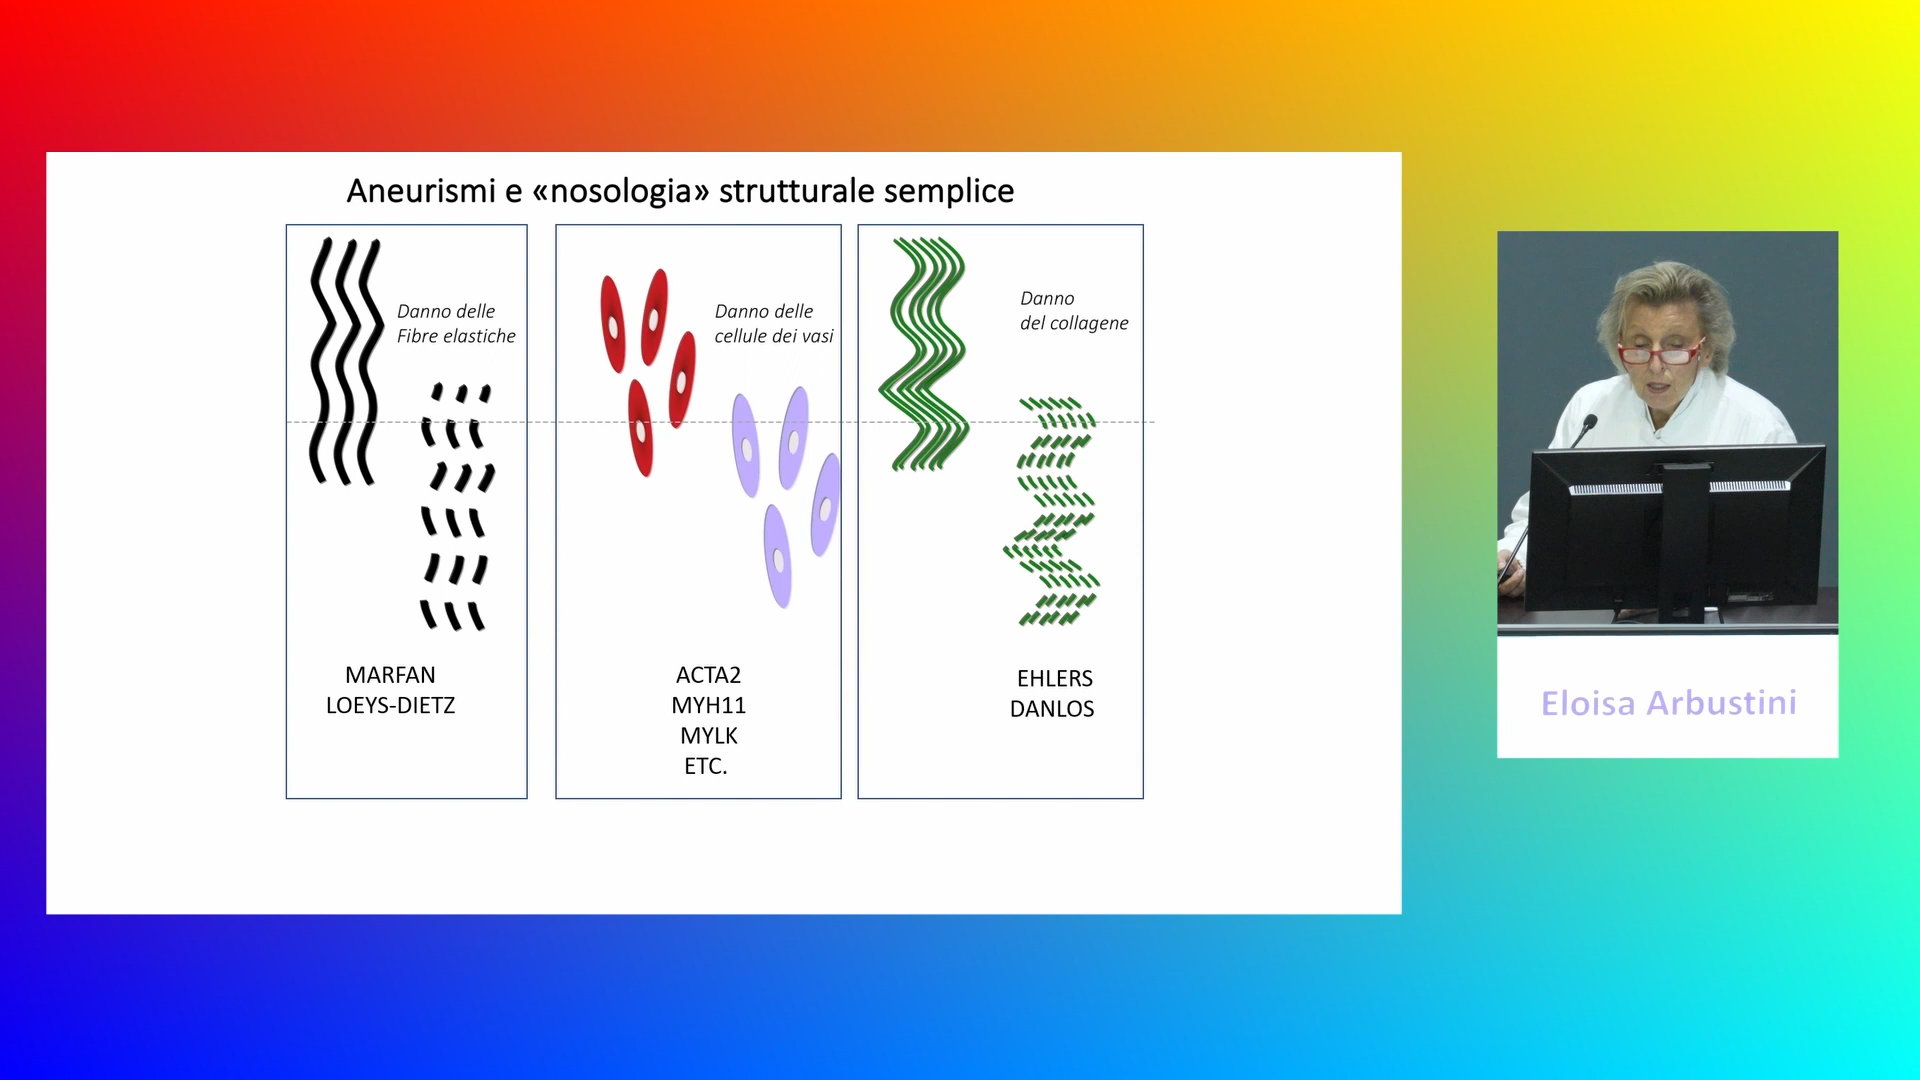 Aneurismi e «nosologia» strutturale semplice
Danno delle
Fibre elastiche
MARFAN
LOEYS-DIETZ
Danno delle
cellule dei vasi
ACTA2
MYH11
MYLK
ETC.
Danno
del collagene
EHLERS
DANLOS
Eloisa Arbustini